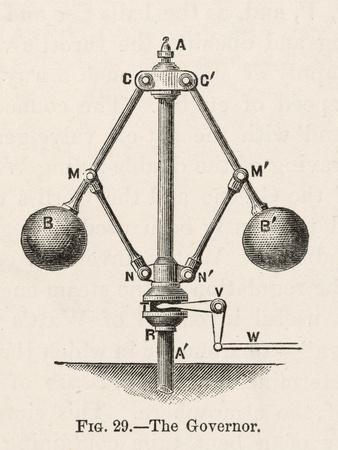 A
C C'
M M'
B B'
N N'
T V
R W
A'
FIG. 29.—The Governor.